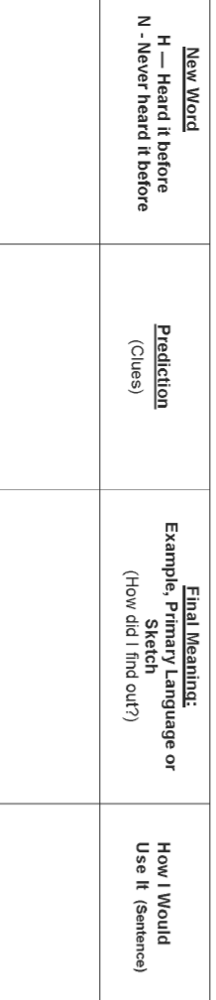 New Word
H — Heard it before
N - Never heard it before
Prediction
(Clues)
Final Meaning:
Example, Primary Language or
Sketch
(How did I find out?)
How I Would
Use It (Sentence)